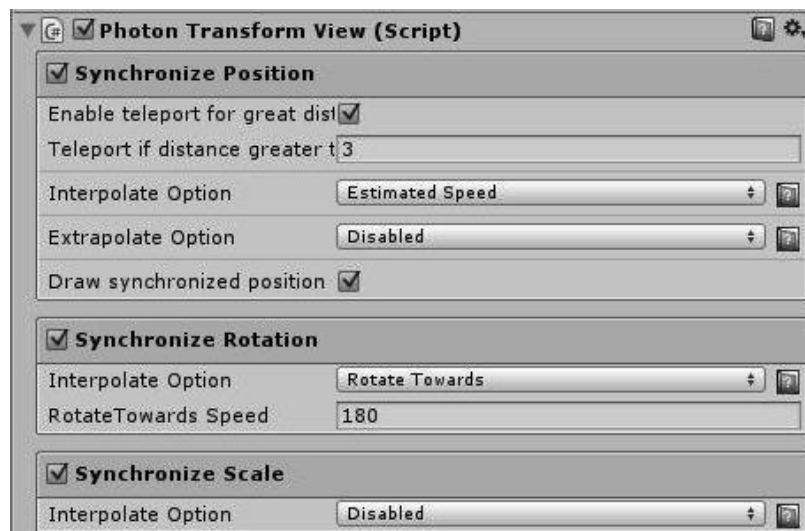 Photon Transform View (Script)
Synchronize Position
Enable teleport for great dist
Teleport if distance greater t 3
Interpolate Option Estimated Speed
Extrapolate Option Disabled
Draw synchronized position
Synchronize Rotation
Interpolate Option Rotate Towards
RotateTowards Speed 180
Synchronize Scale
Interpolate Option Disabled